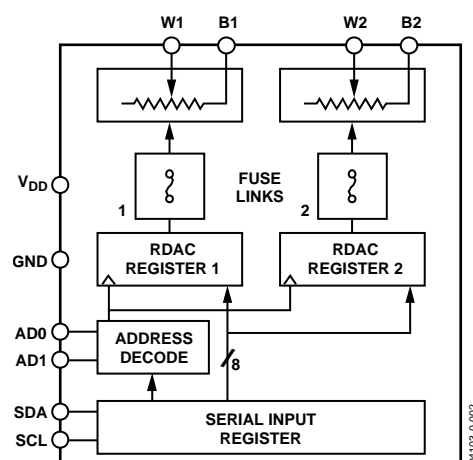 W1 B1 W2 B2
V_DD
FUSE
LINKS
1
2
GND
RDAC
REGISTER 1
RDAC
REGISTER 2
AD0
AD1
ADDRESS
DECODE
8
SDA
SCL
SERIAL INPUT
REGISTER